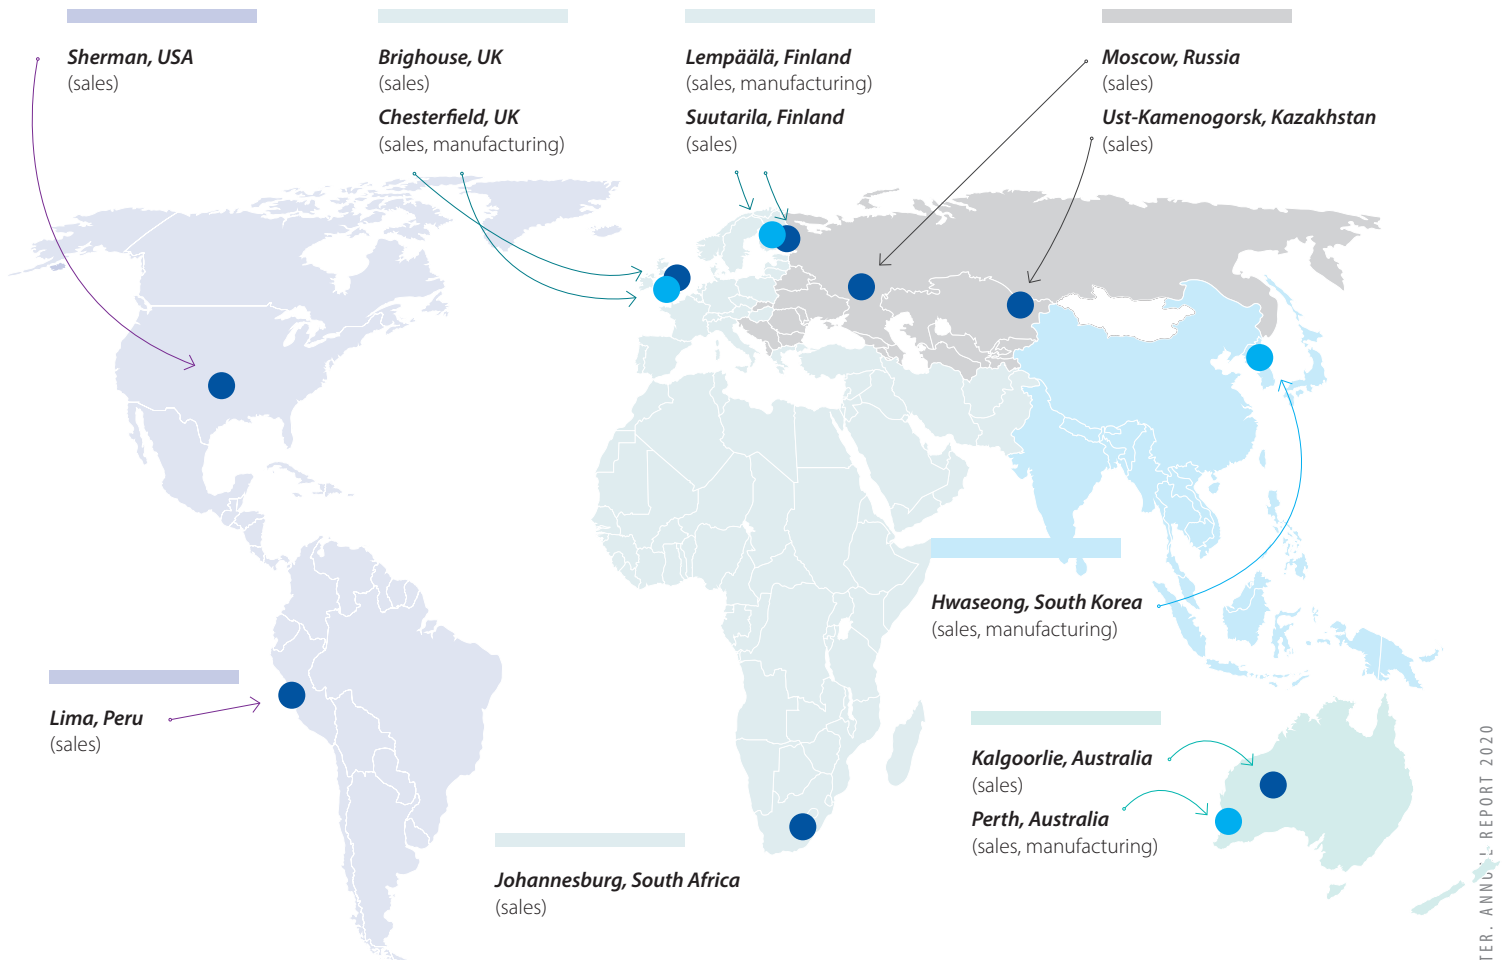 Sherman, USA
(sales)
Brighouse, UK
(sales)
Chesterfield, UK
(sales, manufacturing)
Lempäälä, Finland
(sales, manufacturing)
Suutarila, Finland
(sales)
Moscow, Russia
(sales)
Ust-Kamenogorsk, Kazakhstan
(sales)
Hwaseong, South Korea
(sales, manufacturing)
Lima, Peru
(sales)
Kalgoorlie, Australia
(sales)
Perth, Australia
(sales, manufacturing)
Johannesburg, South Africa
(sales)
TER. ANNUAL REPORT 2020